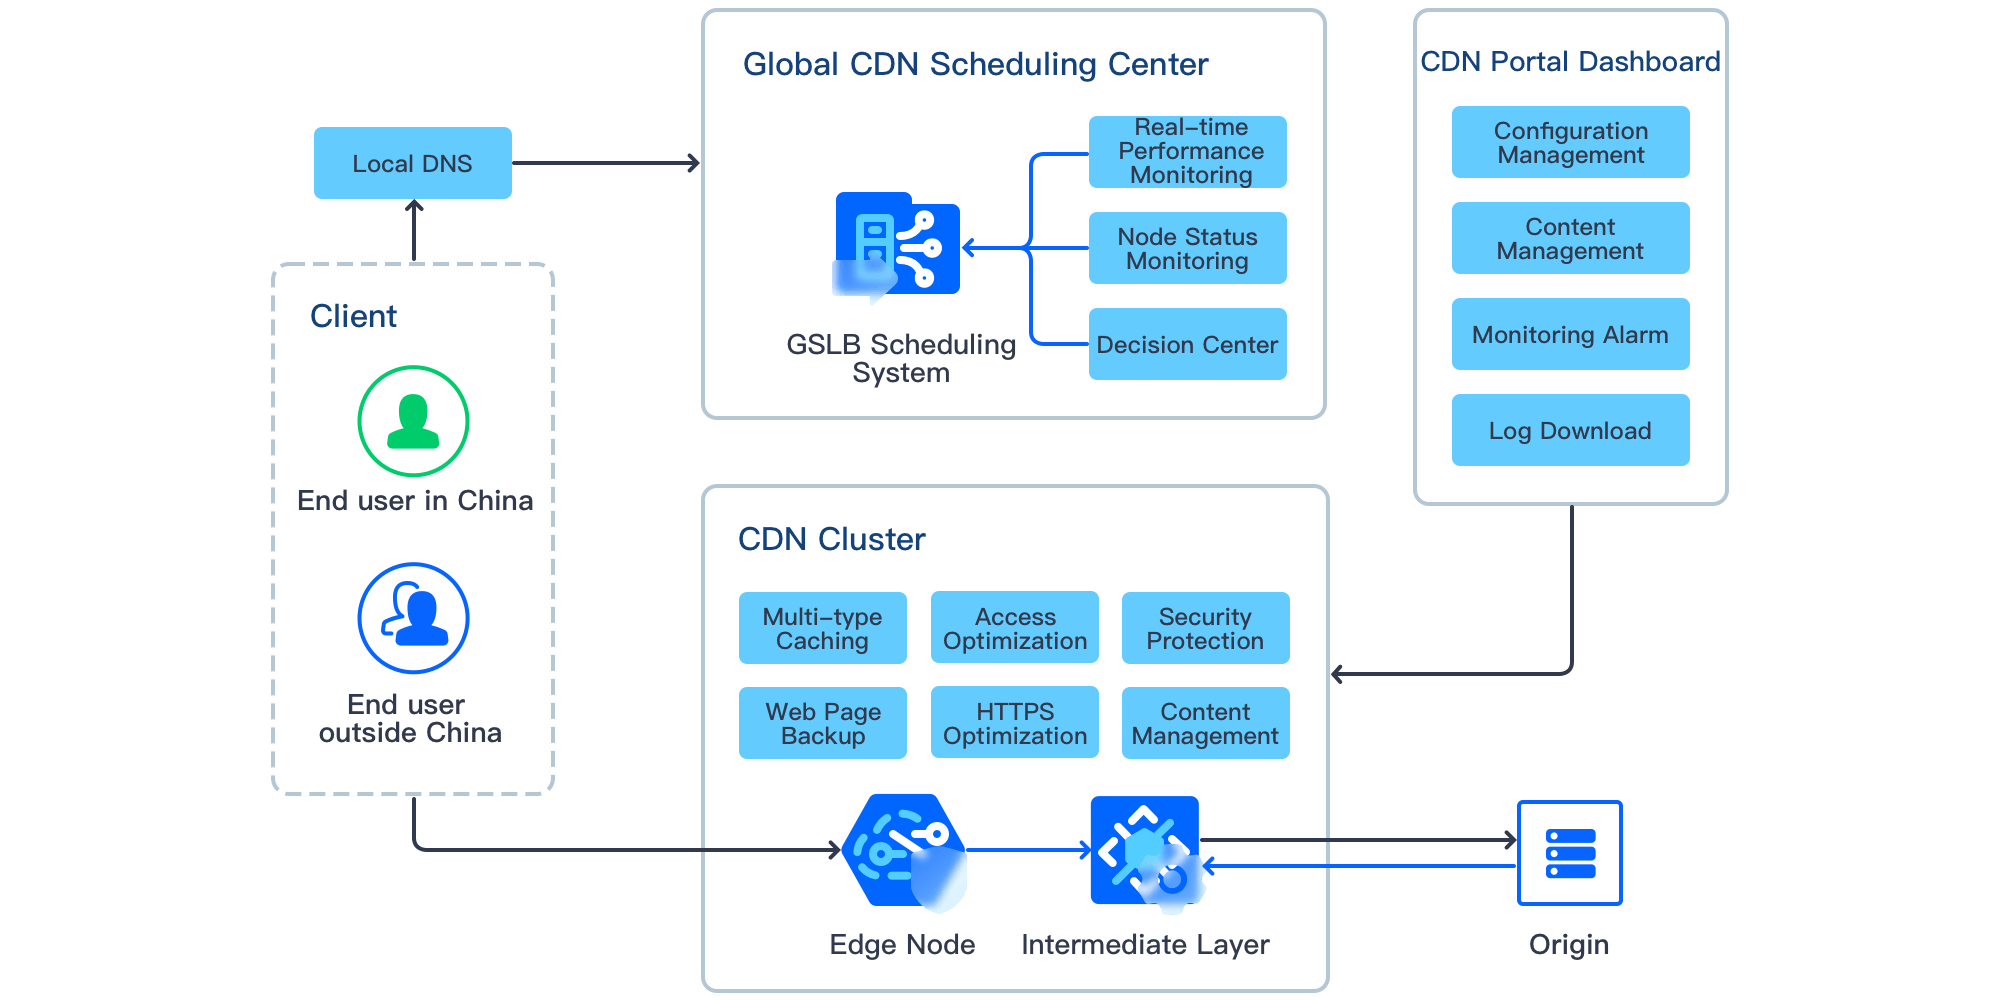 Global CDN Scheduling Center
Real-time
Performance
Monitoring
Node Status
Monitoring
Decision Center
GSLB Scheduling
System
CDN Portal Dashboard
Configuration
Management
Content
Management
Monitoring Alarm
Log Download
Local DNS
Client
End user in China
End user
outside China
CDN Cluster
Multi-type
Caching
Access
Optimization
Security
Protection
Web Page
Backup
HTTPS
Optimization
Content
Management
Edge Node
Intermediate Layer
Origin